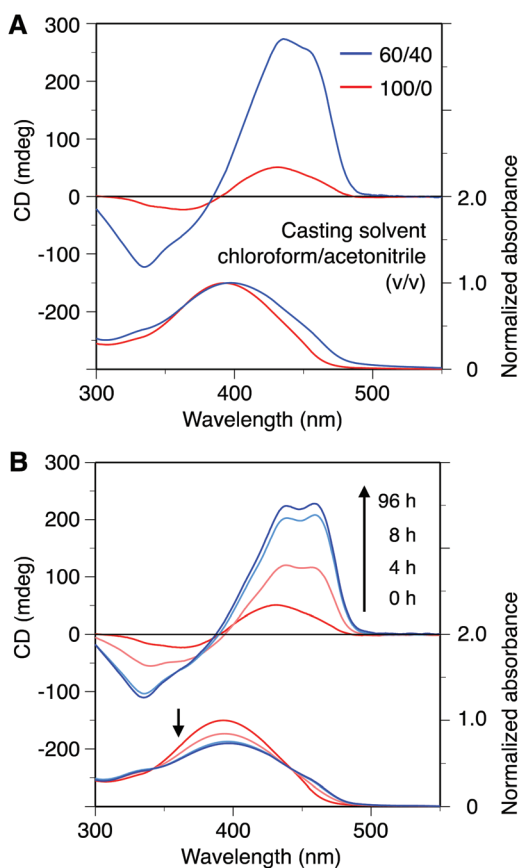 A
300
200
100
0
-100
-200
CD (mdeg)
60/40
100/0
Casting solvent
chloroform/acetonitrile
(v/v)
2.0
1.0
0
Normalized absorbance
300
400
500
Wavelength (nm)
B
300
200
100
0
-100
-200
CD (mdeg)
96 h
8 h
4 h
0 h
2.0
1.0
0
Normalized absorbance
300
400
500
Wavelength (nm)